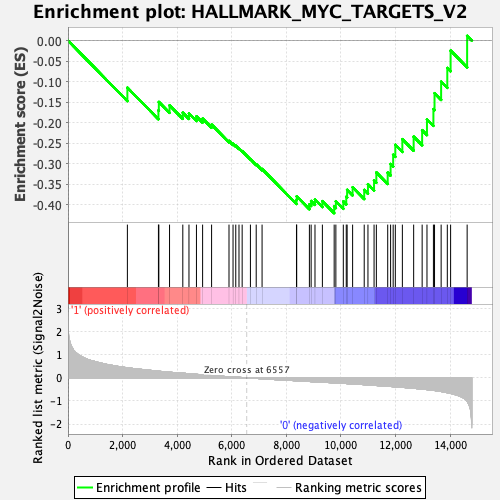 Enrichment plot: HALLMARK_MYC_TARGETS_V2
Enrichment score (ES)
0.00
-0.05
-0.10
-0.15
-0.20
-0.25
-0.30
-0.35
-0.40
'1' (positively correlated)
Ranked list metric (Signal2Noise)
3
2
1
0
-1
-2
Zero cross at 6557
'0' (negatively correlated)
0
2,000
4,000
6,000
8,000
10,000
12,000
14,000
Rank in Ordered Dataset
Enrichment profile
Hits
Ranking metric scores